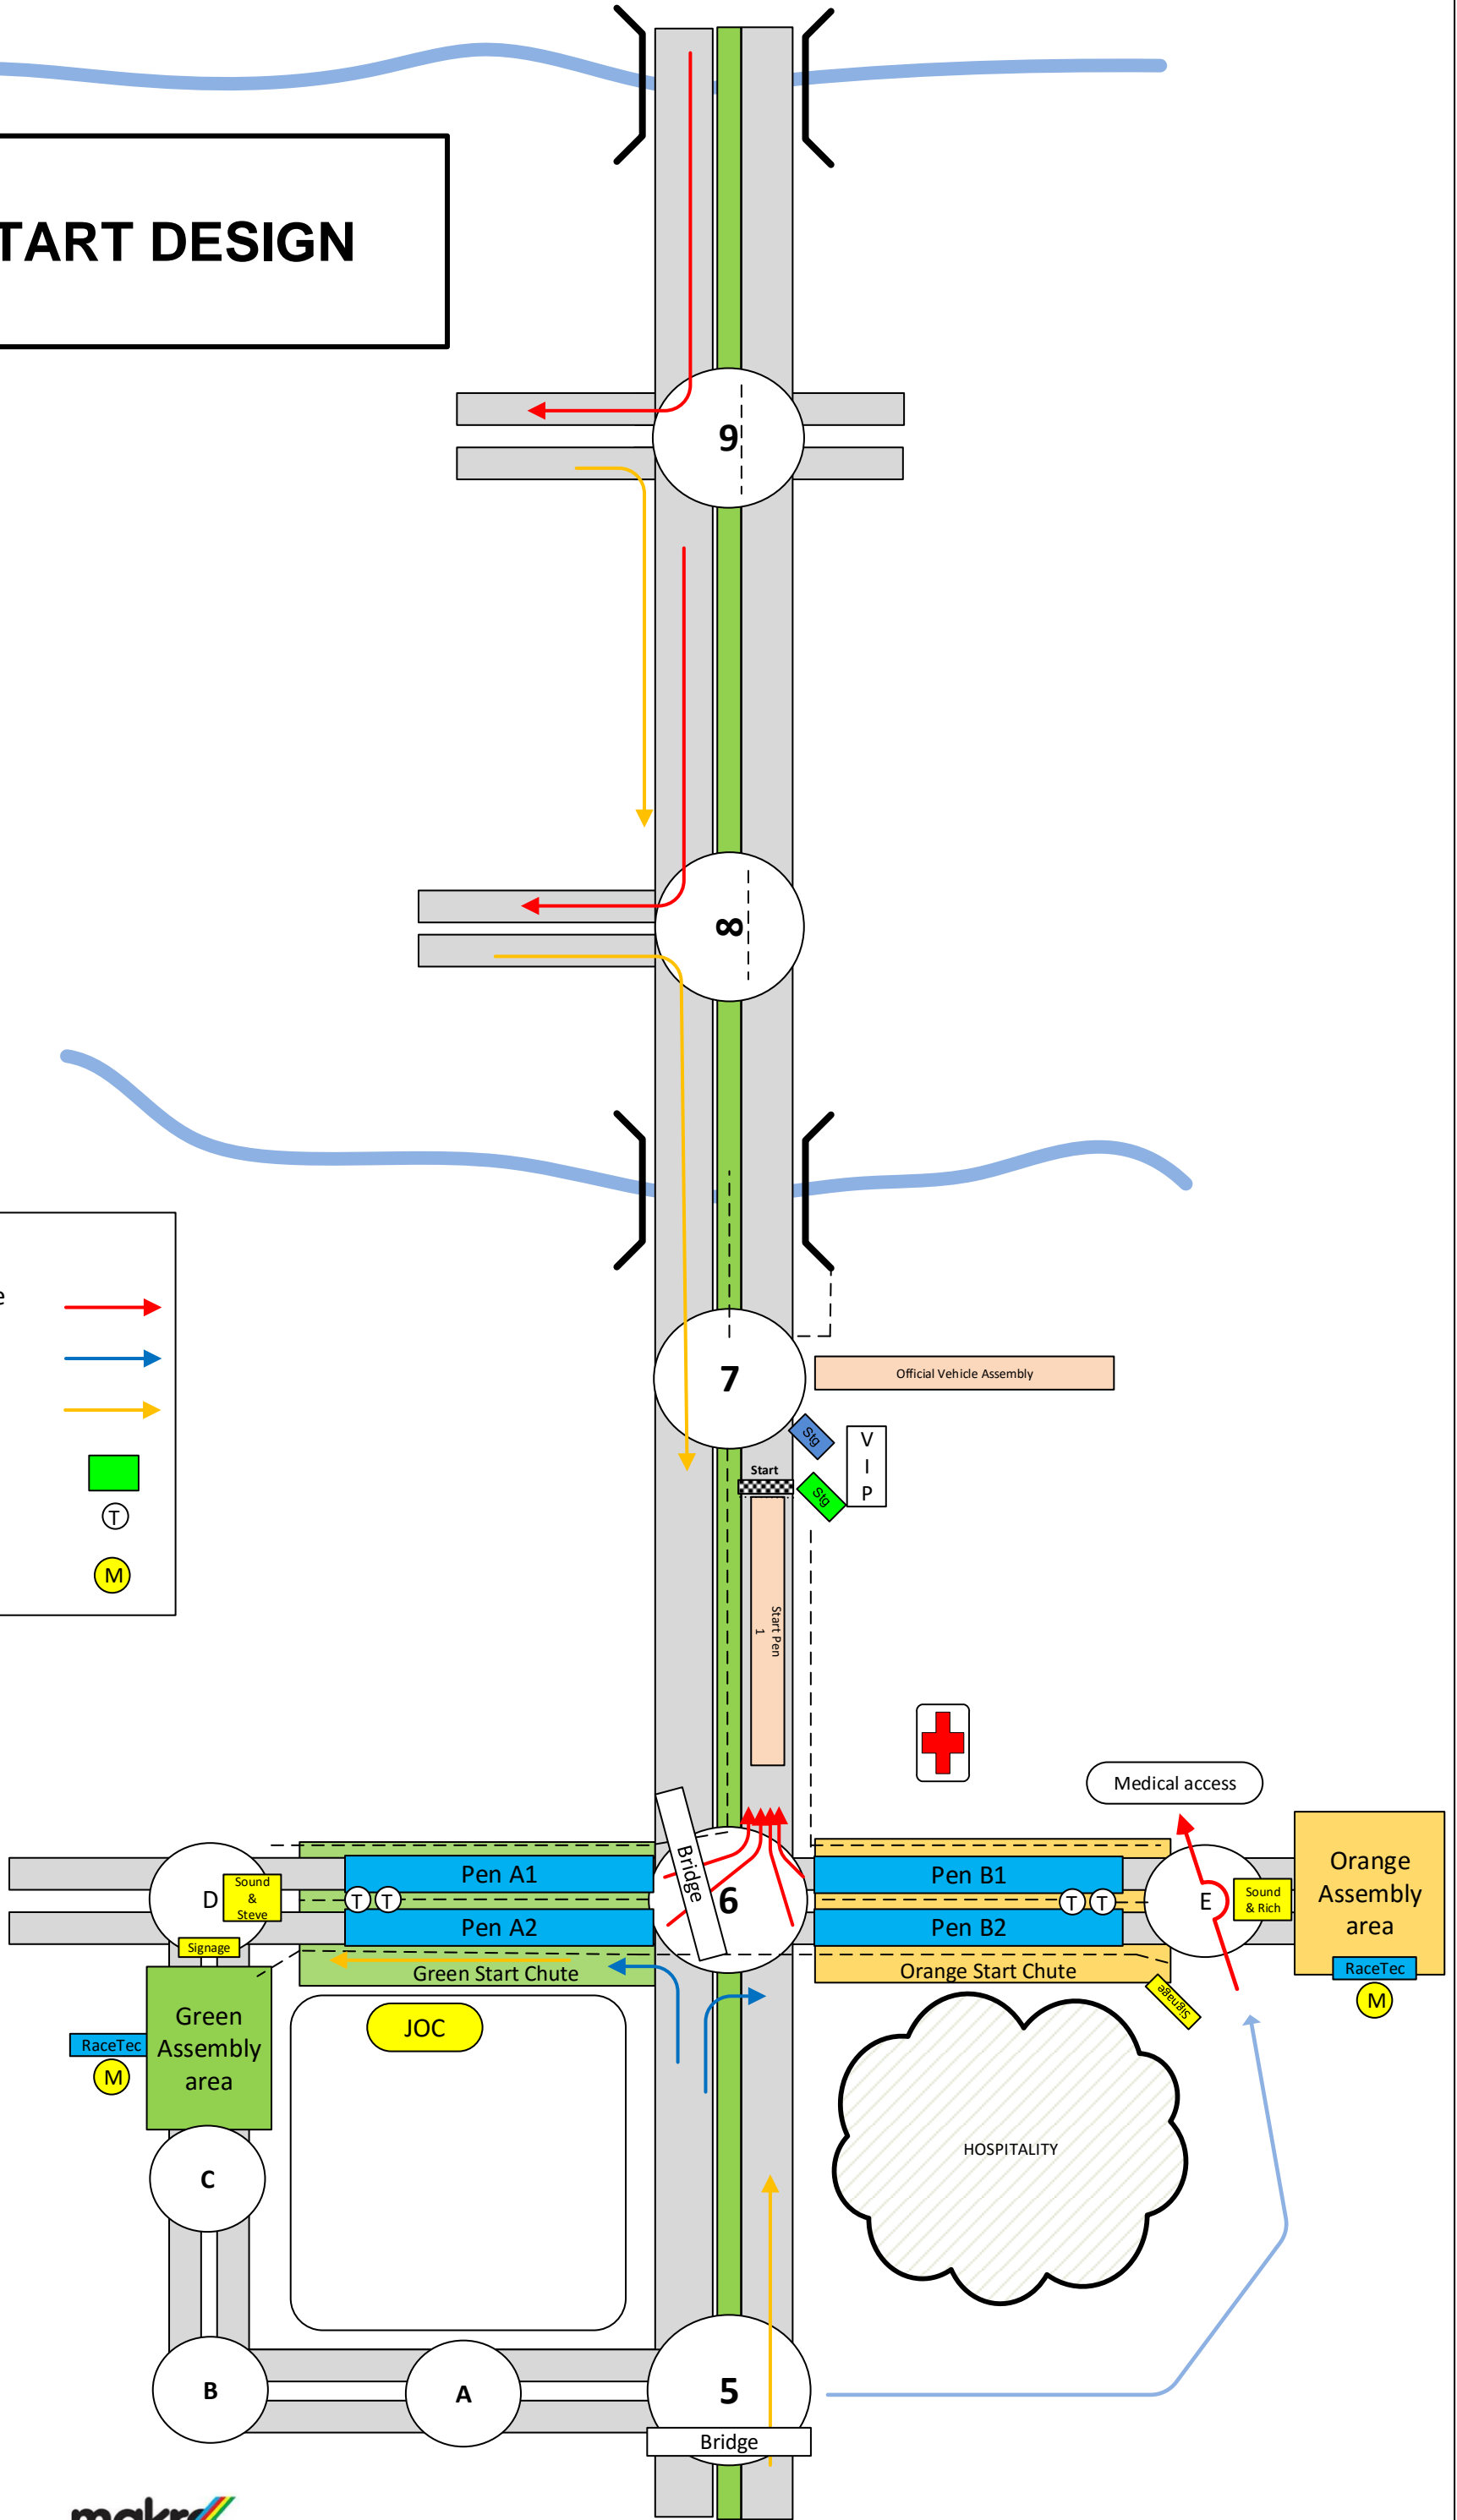 TART DESIGN
9
8
e
7
Official Vehicle Assembly
Stg
V
I
P
Start
Stg
T
M
Start Pen
1
Medical access
Bridge
Pen A1
Pen B1
Orange
Assembly
area
D
Sound
&
Steve
T
T
6
T
T
E
Sound
& Rich
Pen A2
Pen B2
Signage
Green Start Chute
Orange Start Chute
RaceTec
M
Signage
Green
Assembly
area
JOC
RaceTec
M
HOSPITALITY
C
B
A
5
Bridge
makro